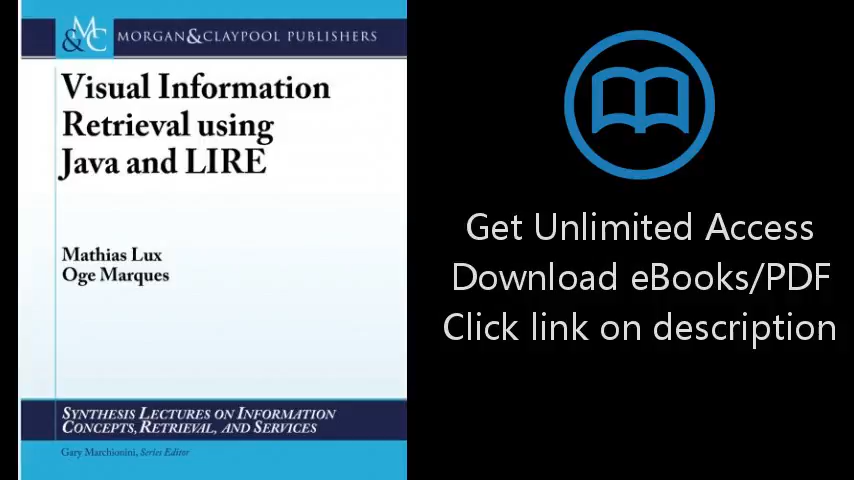 M
&C
MORGAN&CLAYPOOL PUBLISHERS
Visual Information
Retrieval using
Java and LIRE
Mathias Lux
Oge Marques
SYNTHESIS LECTURES ON INFORMATION
CONCEPTS, RETRIEVAL, AND SERVICES
Gary Marchionini, Series Editor
Get Unlimited Access
Download eBooks/PDF
Click link on description